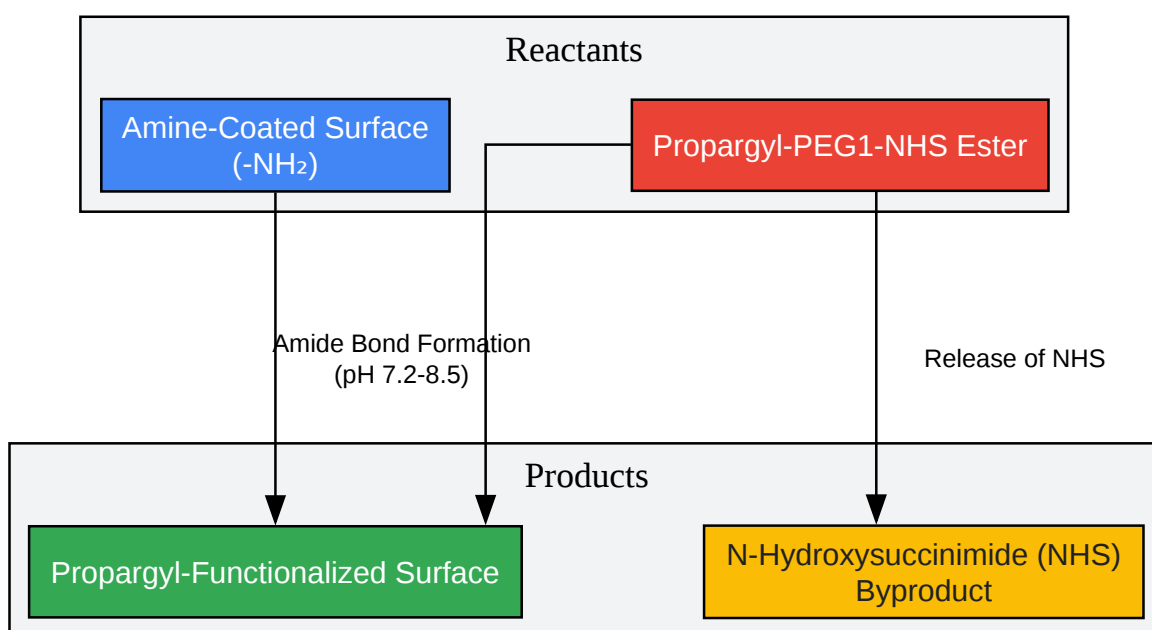 Reactants
Amine-Coated Surface
(-NH₂)
Propargyl-PEG1-NHS Ester
Amide Bond Formation
(pH 7.2-8.5)
Release of NHS
Products
Propargyl-Functionalized Surface
N-Hydroxysuccinimide (NHS)
Byproduct